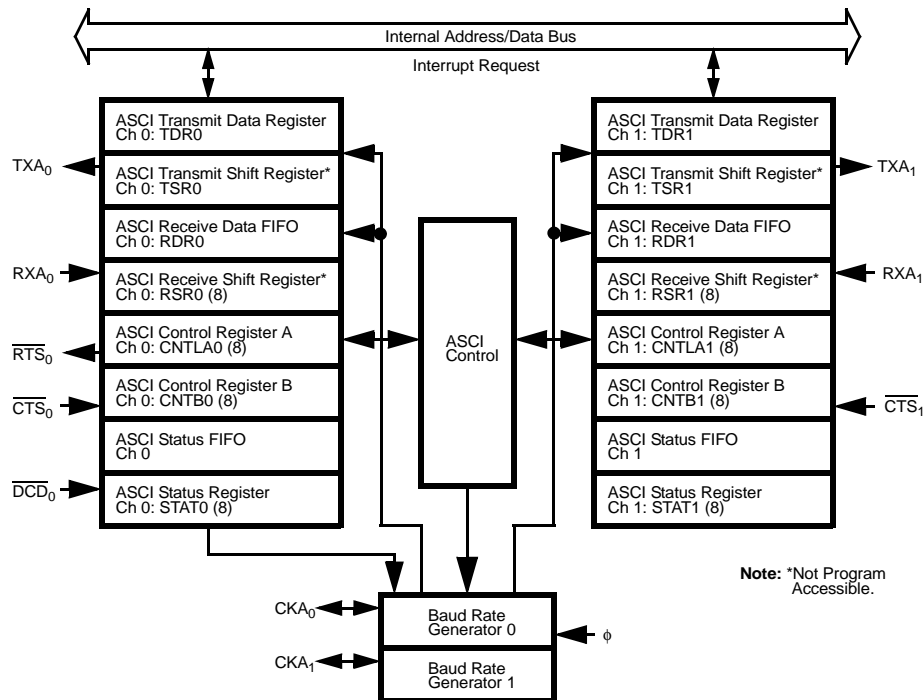 Internal Address/Data Bus
Interrupt Request
ASCI Transmit Data Register
Ch 0: TDR0
TXA₀
ASCI Transmit Shift Register*
Ch 0: TSR0
ASCI Receive Data FIFO
Ch 0: RDR0
RXA₀
ASCI Receive Shift Register*
Ch 0: RSR0 (8)
R̅T̅S̅₀
ASCI Control Register A
Ch 0: CNTLA0 (8)
C̅T̅S̅₀
ASCI Control Register B
Ch 0: CNTB0 (8)
ASCI Status FIFO
Ch 0
D̅C̅D̅₀
ASCI Status Register
Ch 0: STAT0 (8)
ASCI
Control
ASCI Transmit Data Register
Ch 1: TDR1
ASCI Transmit Shift Register*
Ch 1: TSR1
TXA₁
ASCI Receive Data FIFO
Ch 1: RDR1
ASCI Receive Shift Register*
Ch 1: RSR1 (8)
RXA₁
ASCI Control Register A
Ch 1: CNTLA1 (8)
ASCI Control Register B
Ch 1: CNTB1 (8)
C̅T̅S̅₁
ASCI Status FIFO
Ch 1
ASCI Status Register
Ch 1: STAT1 (8)
Note: *Not Program
Accessible.
CKA₀
Baud Rate
Generator 0
ϕ
CKA₁
Baud Rate
Generator 1